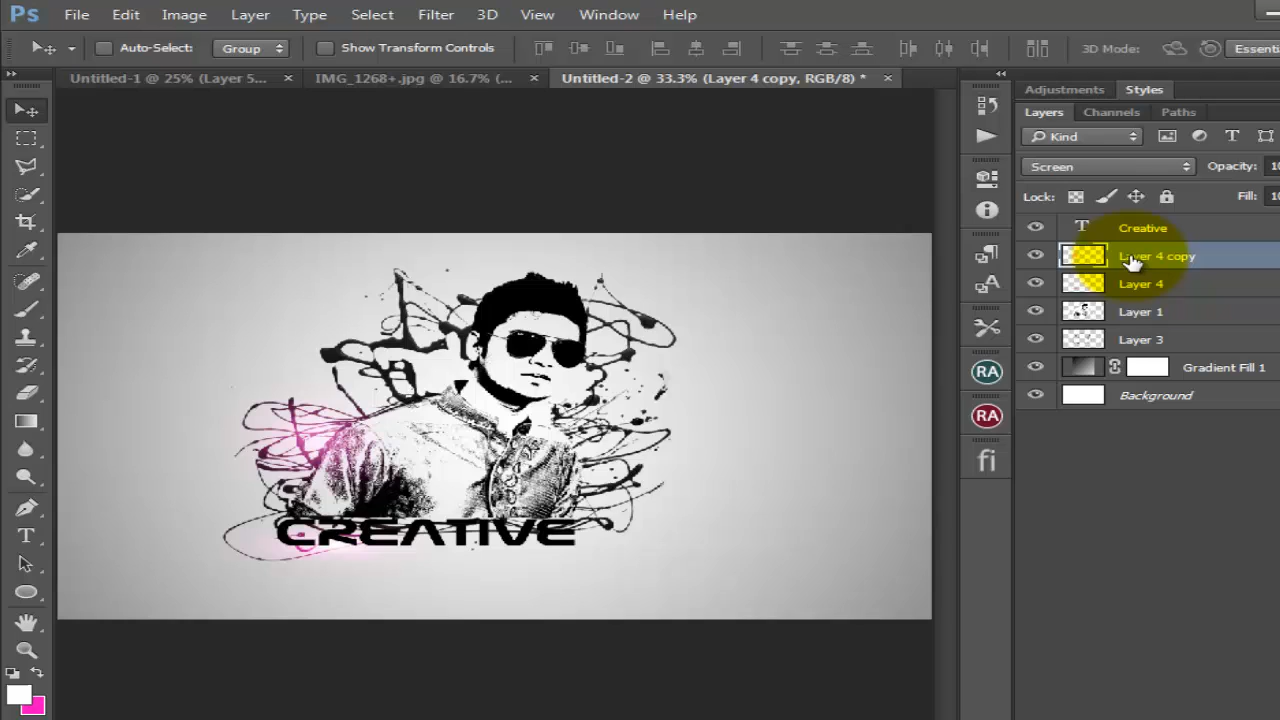 Ps File Edit Image Layer Type Select Filter 3D View Window Help
Auto-Select: Group Show Transform Controls 3D Mode: Essenti
Untitled-1 @ 25% (Layer 5... × IMG_1268+.jpg @ 16.7% (... × Untitled-2 @ 33.3% (Layer 4 copy, RGB/8) * ×
Adjustments Styles
Layers Channels Paths
Kind T
Screen Opacity: 10
Lock: Fill: 10
T Creative
Layer 4 copy
Layer 4
Layer 1
Layer 3
Gradient Fill 1
Background
A
RA
RA
fi
T
CREATIVE